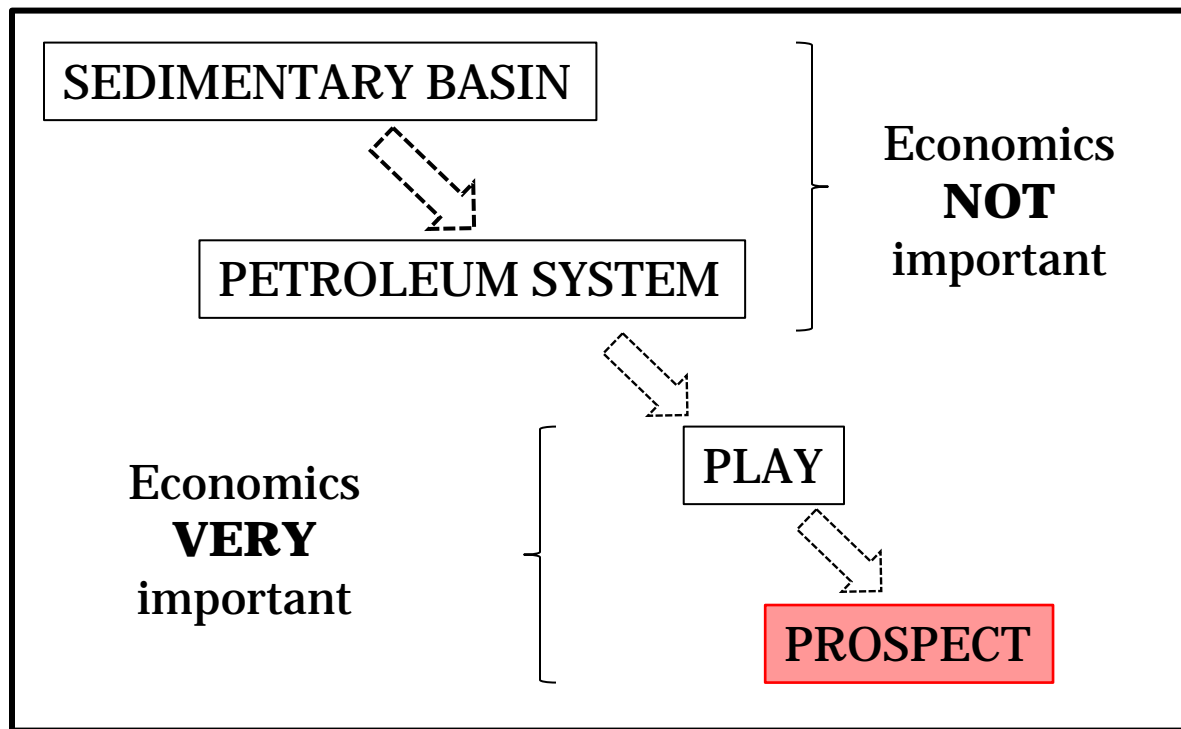 SEDIMENTARY BASIN
Economics
NOT
important
PETROLEUM SYSTEM
PLAY
Economics
VERY
important
PROSPECT